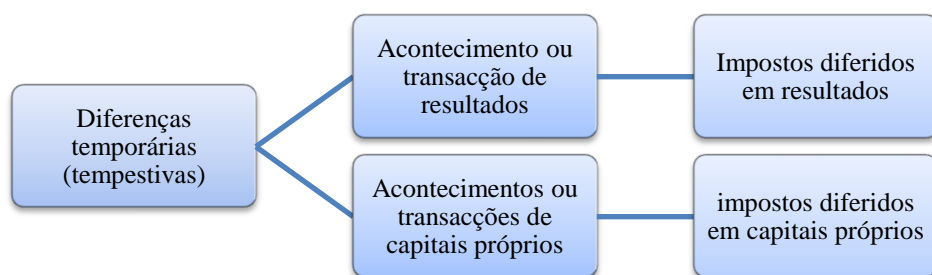 Diferenças
temporárias
(tempestivas)
Acontecimento ou
transacção de
resultados
Impostos diferidos
em resultados
Acontecimentos ou
transacções de
capitais próprios
impostos diferidos
em capitais próprios